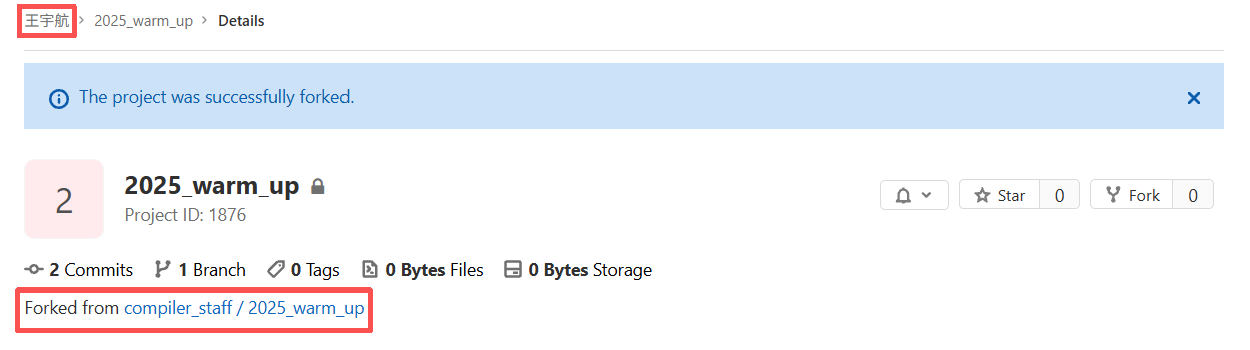 王宇航 > 2025_warm_up > Details
The project was successfully forked.
2
2025_warm_up
Project ID: 1876
Star 0 Fork 0
2 Commits 1 Branch 0 Tags 0 Bytes Files 0 Bytes Storage
Forked from compiler_staff / 2025_warm_up